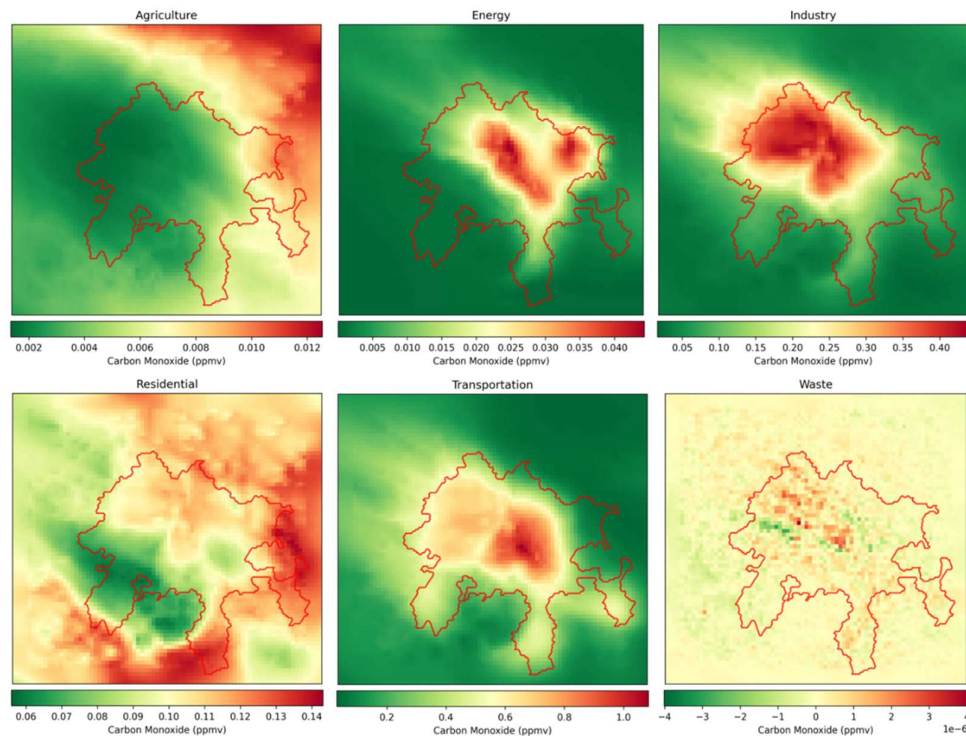 Agriculture
Energy
Industry
0.002 0.004 0.006 0.008 0.010 0.012
0.005 0.010 0.015 0.020 0.025 0.030 0.035 0.040
0.05 0.10 0.15 0.20 0.25 0.30 0.35 0.40
Carbon Monoxide (ppmv)
Carbon Monoxide (ppmv)
Carbon Monoxide (ppmv)
Residential
Transportation
Waste
0.06 0.07 0.08 0.09 0.10 0.11 0.12 0.13 0.14
0.2 0.4 0.6 0.8 1.0
−4 −3 −2 −1 0 1 2 3 4
1e-6
Carbon Monoxide (ppmv)
Carbon Monoxide (ppmv)
Carbon Monoxide (ppmv)